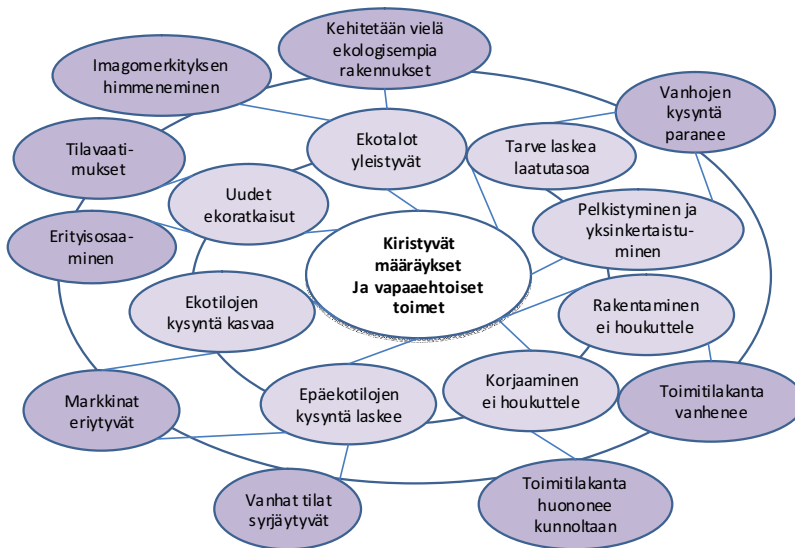 Kehitetään vielä
ekologisempia
rakennukset
Imagomerkityksen
himmeneminen
Vanhojen
kysyntä
paranee
Ekotalot
yleistyvät
Tarve laskea
laatutasoa
Tilavaati-
mukset
Uudet
ekoratkaisut
Pelkistyminen ja
yksinkertaistu-
minen
Erityisosaa-
minen
Kiristyvät
määräykset
Ja vapaaehtoiset
toimet
Ekotilojen
kysyntä kasvaa
Rakentaminen
ei houkuttele
Markkinat
eriytyvät
Epäekotilojen
kysyntä laskee
Korjaaminen
ei houkuttele
Toimitilakanta
vanhenee
Vanhat tilat
syrjäytyvät
Toimitilakanta
huononee
kunnoltaan